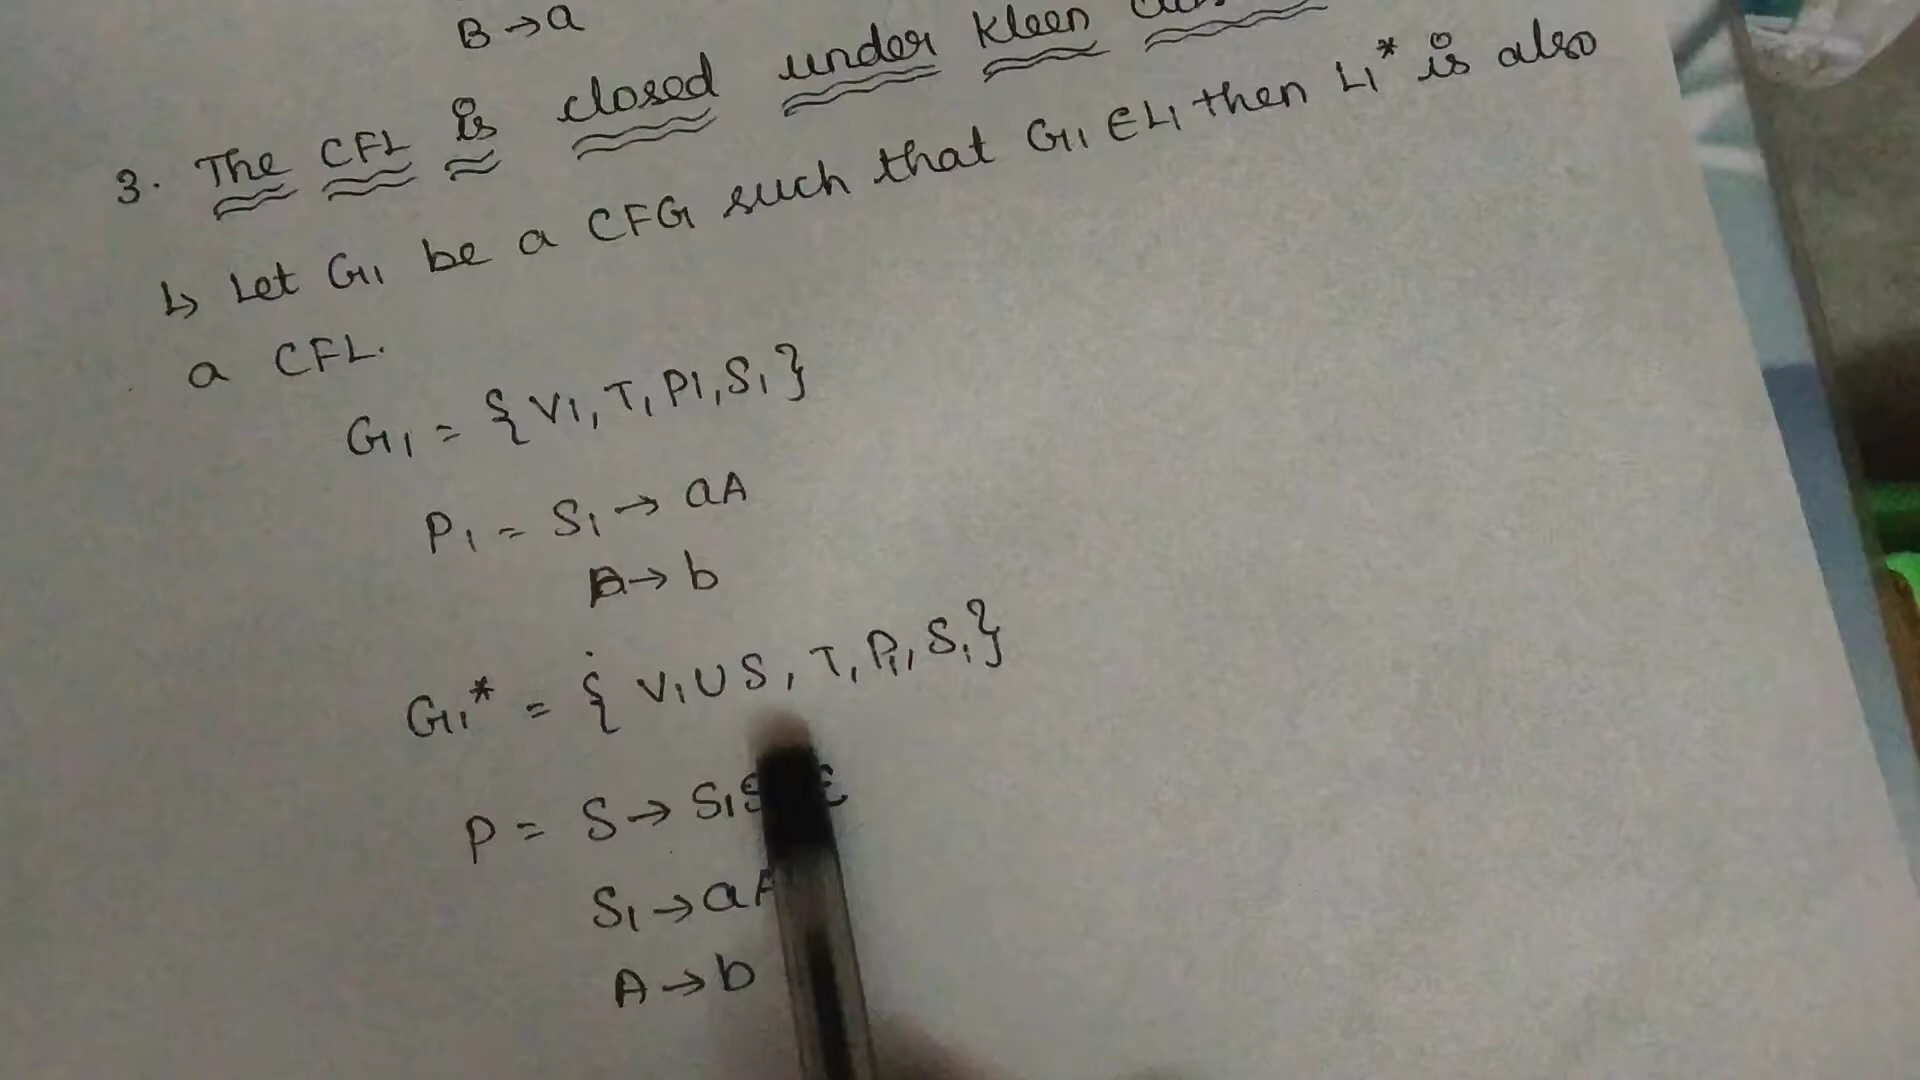 B→a
3. The CFL is closed under Kleen
↳ Let G1 be a CFG such that G1 ∈ L1 then L1* is also
a CFL.
G1 = {V1, T, P1, S1}
P1 = S1 → aA
A → b
G1* = {V1 U S, T, P1, S1}
P = S → S1S ε
S1 → aA
A → b